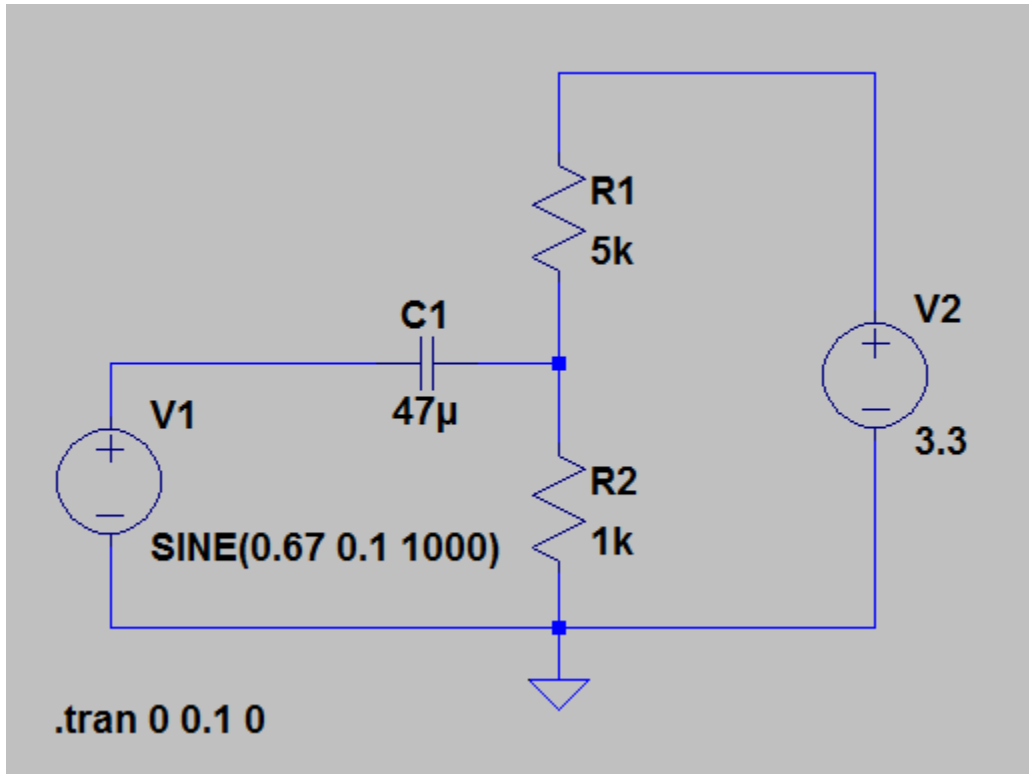 R1
5k
C1
47µ
V2
3.3
V1
SINE(0.67 0.1 1000)
R2
1k
.tran 0 0.1 0